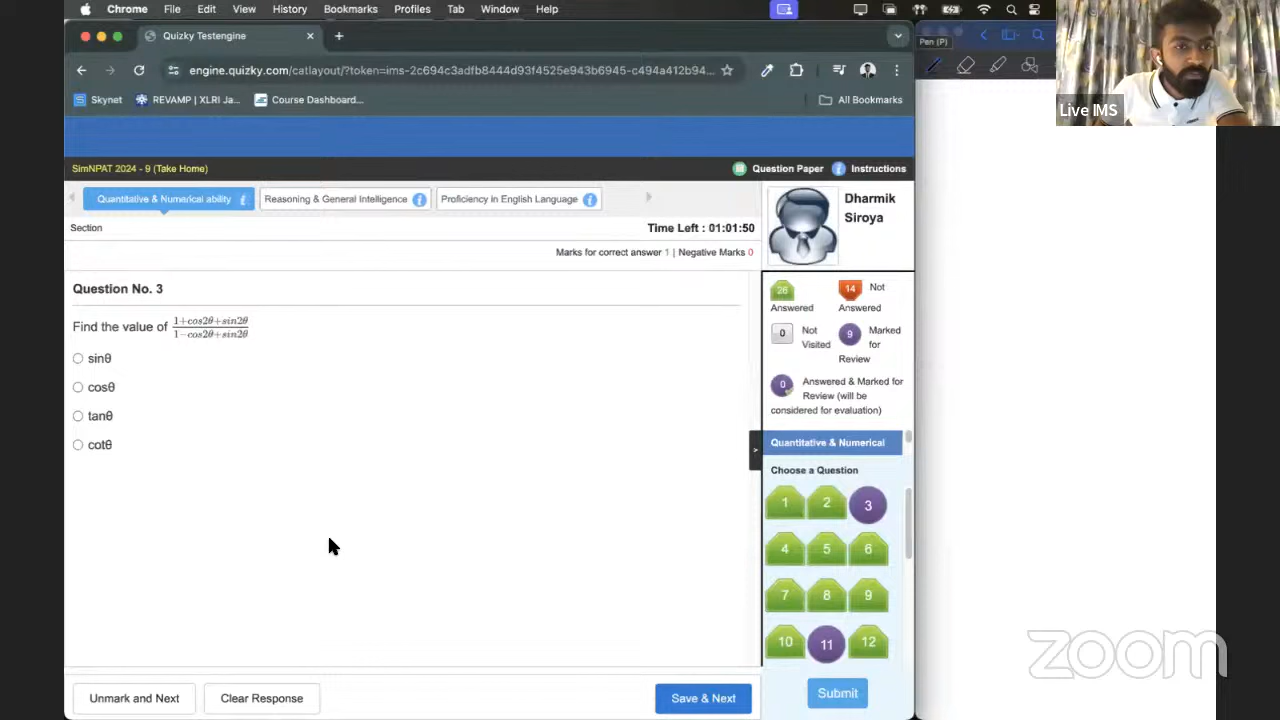 Chrome File Edit View History Bookmarks Profiles Tab Window Help
Quizky Testengine
Pen (P)
engine.quizky.com/catlayout/?token=ims-2c694c3adfb8444d93f4525e943b6945-c494a412b94...
Skynet REVAMP | XLRI Ja... Course Dashboar... All Bookmarks
Live IMS
SimNPAT 2024 - 9 (Take Home) Question Paper Instructions
Quantitative & Numerical ability i Reasoning & General Intelligence i Proficiency in English Language i
Dharmik
Siroya
Section Time Left : 01:01:50
Marks for correct answer 1 | Negative Marks 0
Question No. 3
Find the value of (1+cos2θ+sin2θ)/(1−cos2θ+sin2θ)
sinθ
cosθ
tanθ
cotθ
26 Answered
14 Not Answered
0 Not Visited
9 Marked for Review
0 Answered & Marked for
Review (will be
considered for evaluation)
>
Quantitative & Numerical
Choose a Question
1 2 3
4 5 6
7 8 9
10 11 12
Unmark and Next Clear Response Save & Next Submit
zoom